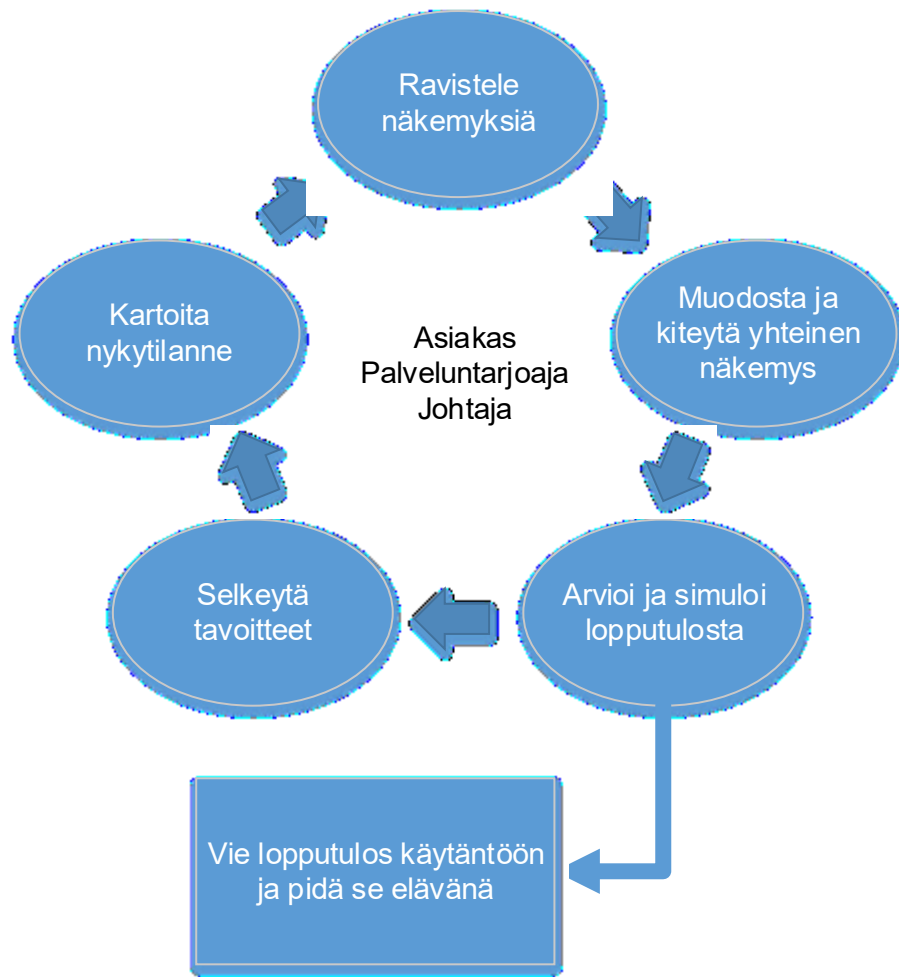 Ravistele
näkemyksiä
Muodosta ja
kiteytä yhteinen
näkemys
Kartoita
nykytilanne
Asiakas
Palveluntarjoaja
Johtaja
Arvioi ja simuloi
lopputulosta
Selkeytä
tavoitteet
Vie lopputulos käytäntöön
ja pidä se elävänä